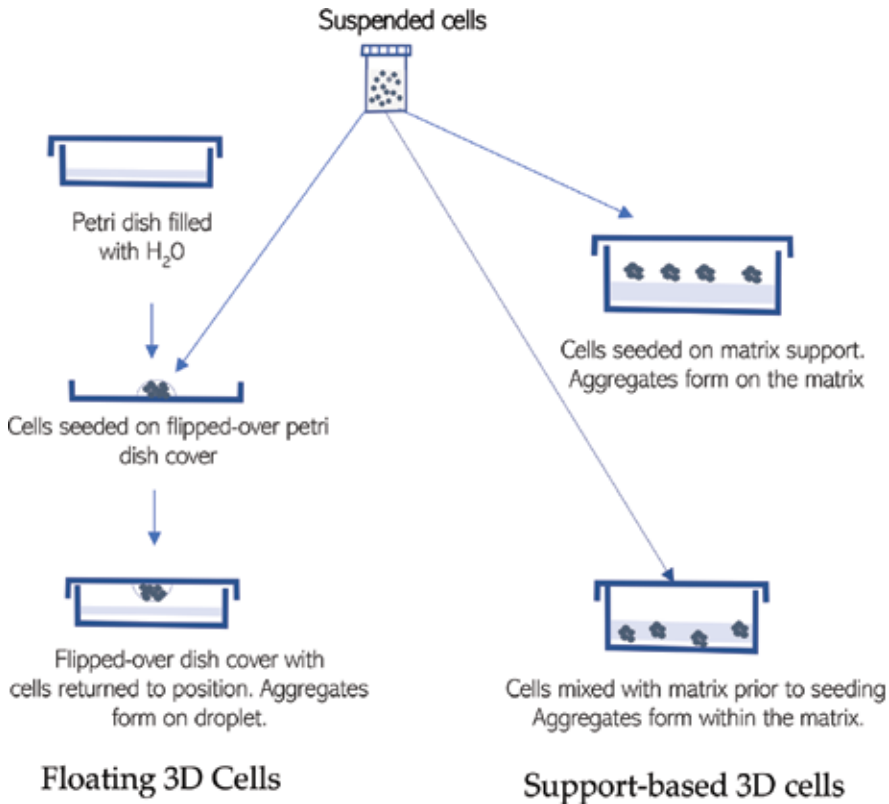 Suspended cells
Petri dish filled
with H₂O
Cells seeded on flipped-over petri
dish cover
Flipped-over dish cover with
cells returned to position. Aggregates
form on droplet.
Floating 3D Cells
Cells seeded on matrix support.
Aggregates form on the matrix
Cells mixed with matrix prior to seeding
Aggregates form within the matrix.
Support-based 3D cells